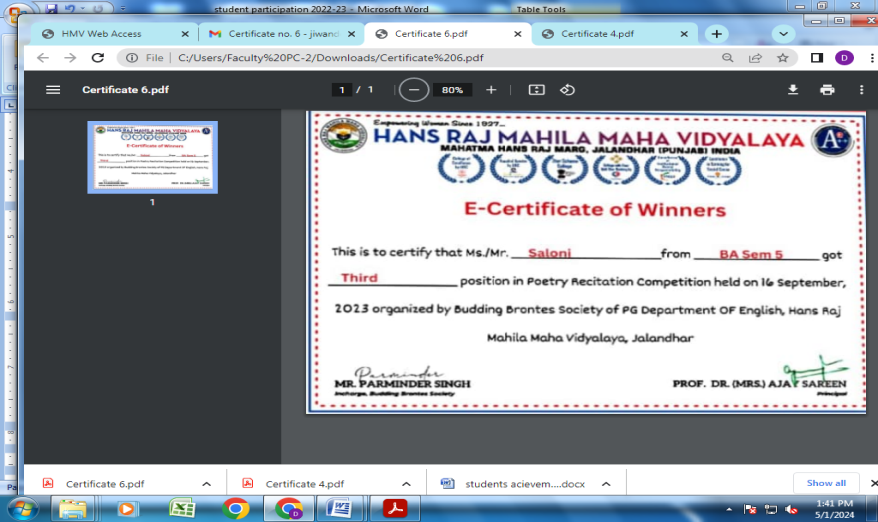 student participation 2022-23 - Microsoft Word
Table Tools
HMV Web Access
Certificate no. 6 - jiwand
Certificate 6.pdf
Certificate 4.pdf
File
C:/Users/Faculty%20PC-2/Downloads/Certificate%206.pdf
D
Certificate 6.pdf
1 / 1
80%
1
Empowering Women Since 1927...
HANS RAJ MAHILA MAHA VIDYALAYA
MAHATMA HANS RAJ MARG, JALANDHAR (PUNJAB) INDIA
E-Certificate of Winners
This is to certify that Ms./Mr. Saloni from BA Sem 5 got
Third position in Poetry Recitation Competition held on 16 September,
2023 organized by Budding Brontes Society of PG Department OF English, Hans Raj
Mahila Maha Vidyalaya, Jalandhar
Parminder
MR. PARMINDER SINGH
Incharge, Budding Brontes Society
PROF. DR. (MRS.) AJAY SAREEN
Principal
Certificate 6.pdf
Certificate 4.pdf
students acievem....docx
Show all
1:41 PM
5/1/2024